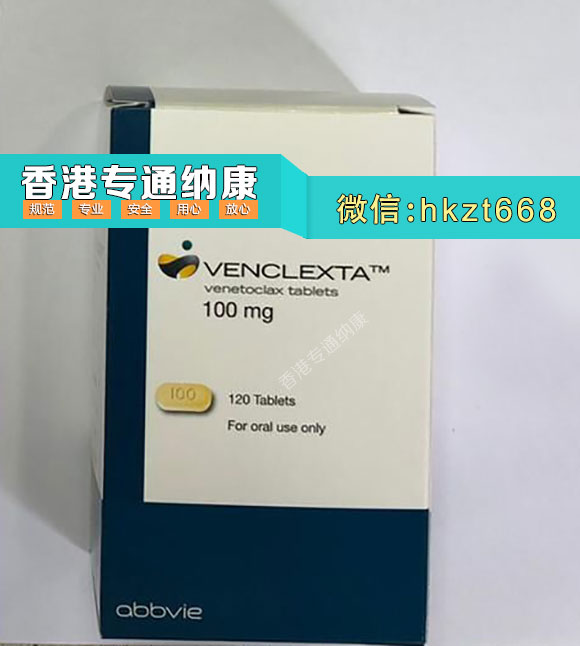 香港专通纳康
规范 专业 安全 用心 放心
微信:hkzt668
VENCLEXTA™
venetoclax tablets
100 mg
香港专通纳康
100
120 Tablets
For oral use only
abbvie